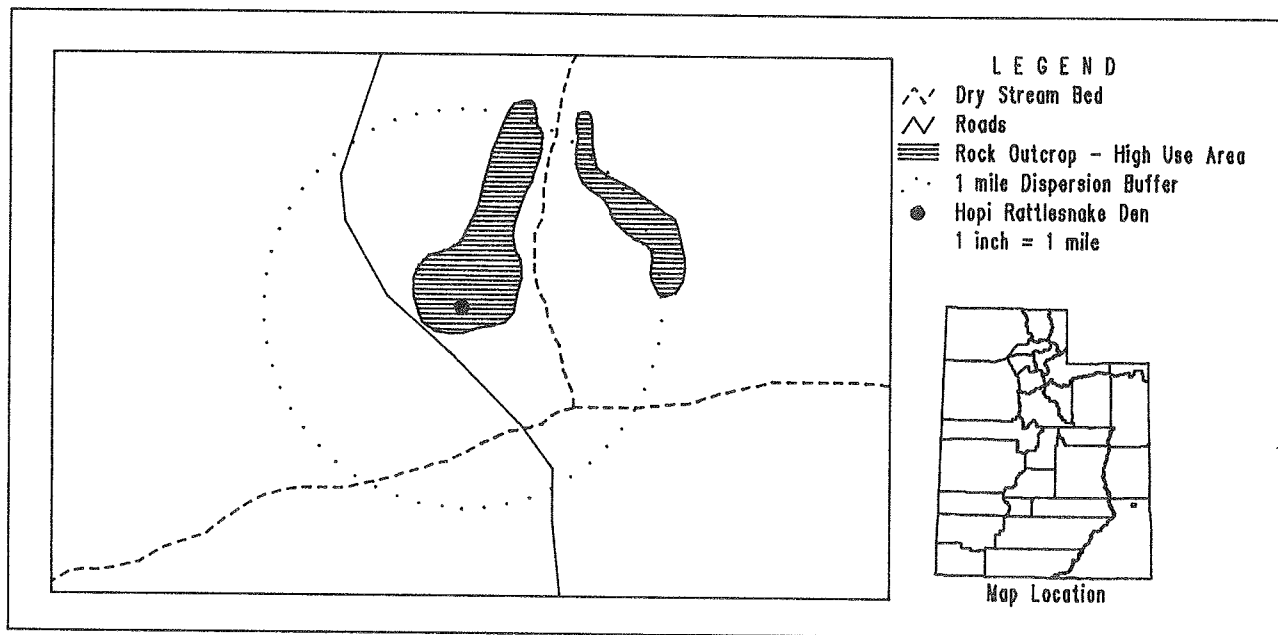 LEGEND
Dry Stream Bed
Roads
Rock Outcrop - High Use Area
1 mile Dispersion Buffer
Hopi Rattlesnake Den
1 inch = 1 mile
Map Location